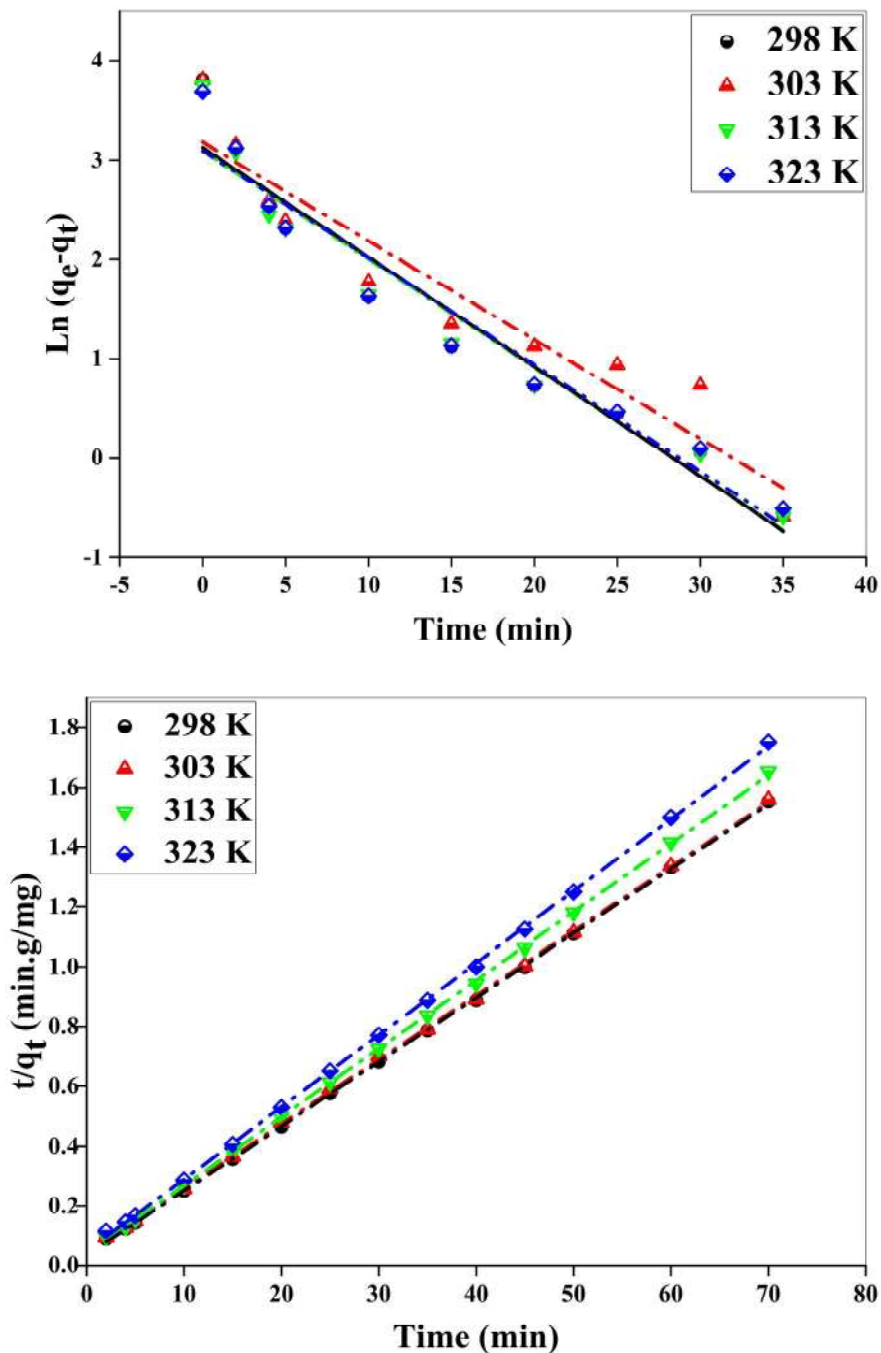 298 K
303 K
313 K
323 K
4
3
2
1
0
-1
-5 0 5 10 15 20 25 30 35 40
Ln (qe-qt)
Time (min)
298 K
303 K
313 K
323 K
1.8
1.6
1.4
1.2
1.0
0.8
0.6
0.4
0.2
0.0
0 10 20 30 40 50 60 70 80
t/qt (min.g/mg)
Time (min)